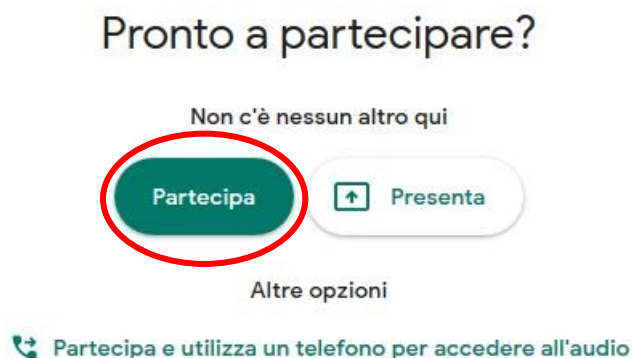 Pronto a partecipare?
Non c'è nessun altro qui
Partecipa
Presenta
Altre opzioni
Partecipa e utilizza un telefono per accedere all'audio